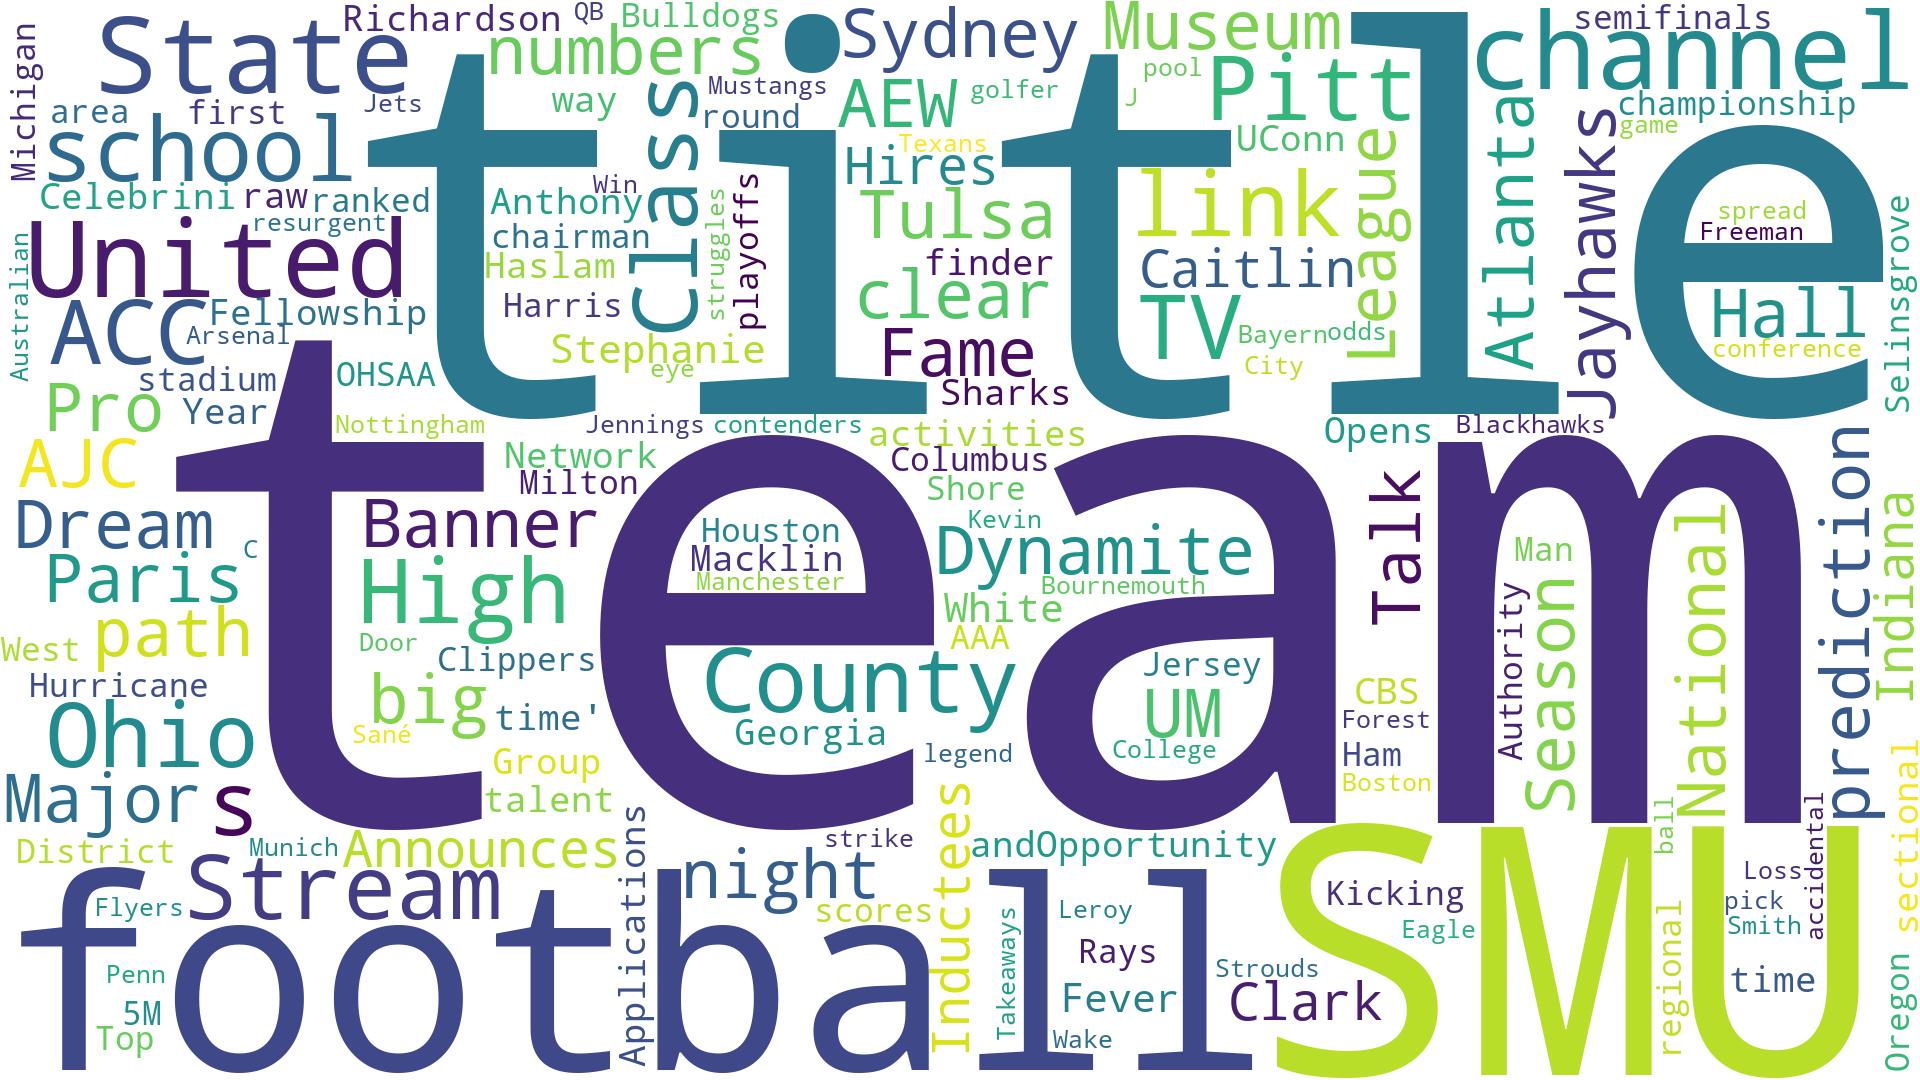 title
team
football
SMU
State
Richardson
QB
Bulldogs
numbers
Sydney
Museum
semifinals
channel
Michigan
area
first
Jets
way
Class
Mustangs
round
AEW
golfer
pool
J
Pitt
championship
game
school
Celebrini
raw
ranked
resurgent
Win
Anthony
chairman
Haslam
Harris
struggles
playoffs
Texans
Hires
Tulsa
finder
clear
UConn
link
Caitlin
League
Atlanta
Jayhawks
spread
Freeman
Selinsgrove
United
Australian
ACC
Fellowship
Arsenal
Stephanie
eye
Fame
TV
Bayern
odds
City
Hall
conference
stadium
OHSAA
Pro
Year
Sharks
Nottingham
Jennings
contenders
activities
Opens
Blackhawks
AJC
Network
Milton
Columbus
Shore
Talk
National
prediction
Indiana
Dream
C
Banner
Houston
Macklin
Manchester
Kevin
Dynamite
Bournemouth
Man
Paris
High
White
AAA
Authority
Season
West
path
Door
Clippers
County
Jersey
UM
College
CBS
Forest
Ham
Boston
Hurricane
big
time'
Georgia
legend
Ohio
Sané
Group
talent
Major
s
District
Munich
Announces
Applications
strike
Inductees
andOpportunity
ball
accidental
sectional
Stream
night
scores
Kicking
Loss
pick
Smith
Flyers
Takeaways
Leroy
Eagle
regional
Rays
Strouds
Penn
5M
Top
Fever
Clark
Wake
time
Oregon